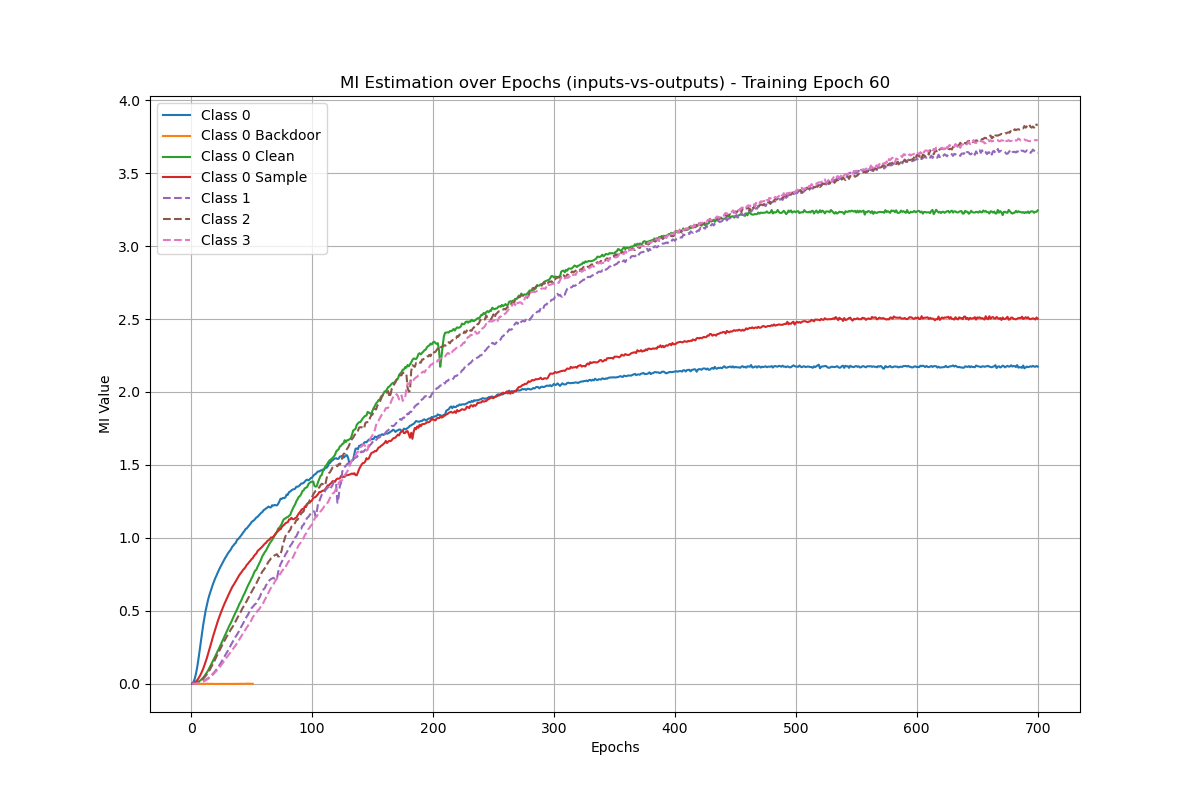 MI Estimation over Epochs (inputs-vs-outputs) - Training Epoch 60
MI Value
4.0
3.5
3.0
2.5
2.0
1.5
1.0
0.5
0.0
Class 0
Class 0 Backdoor
Class 0 Clean
Class 0 Sample
Class 1
Class 2
Class 3
0 100 200 300 400 500 600 700
Epochs